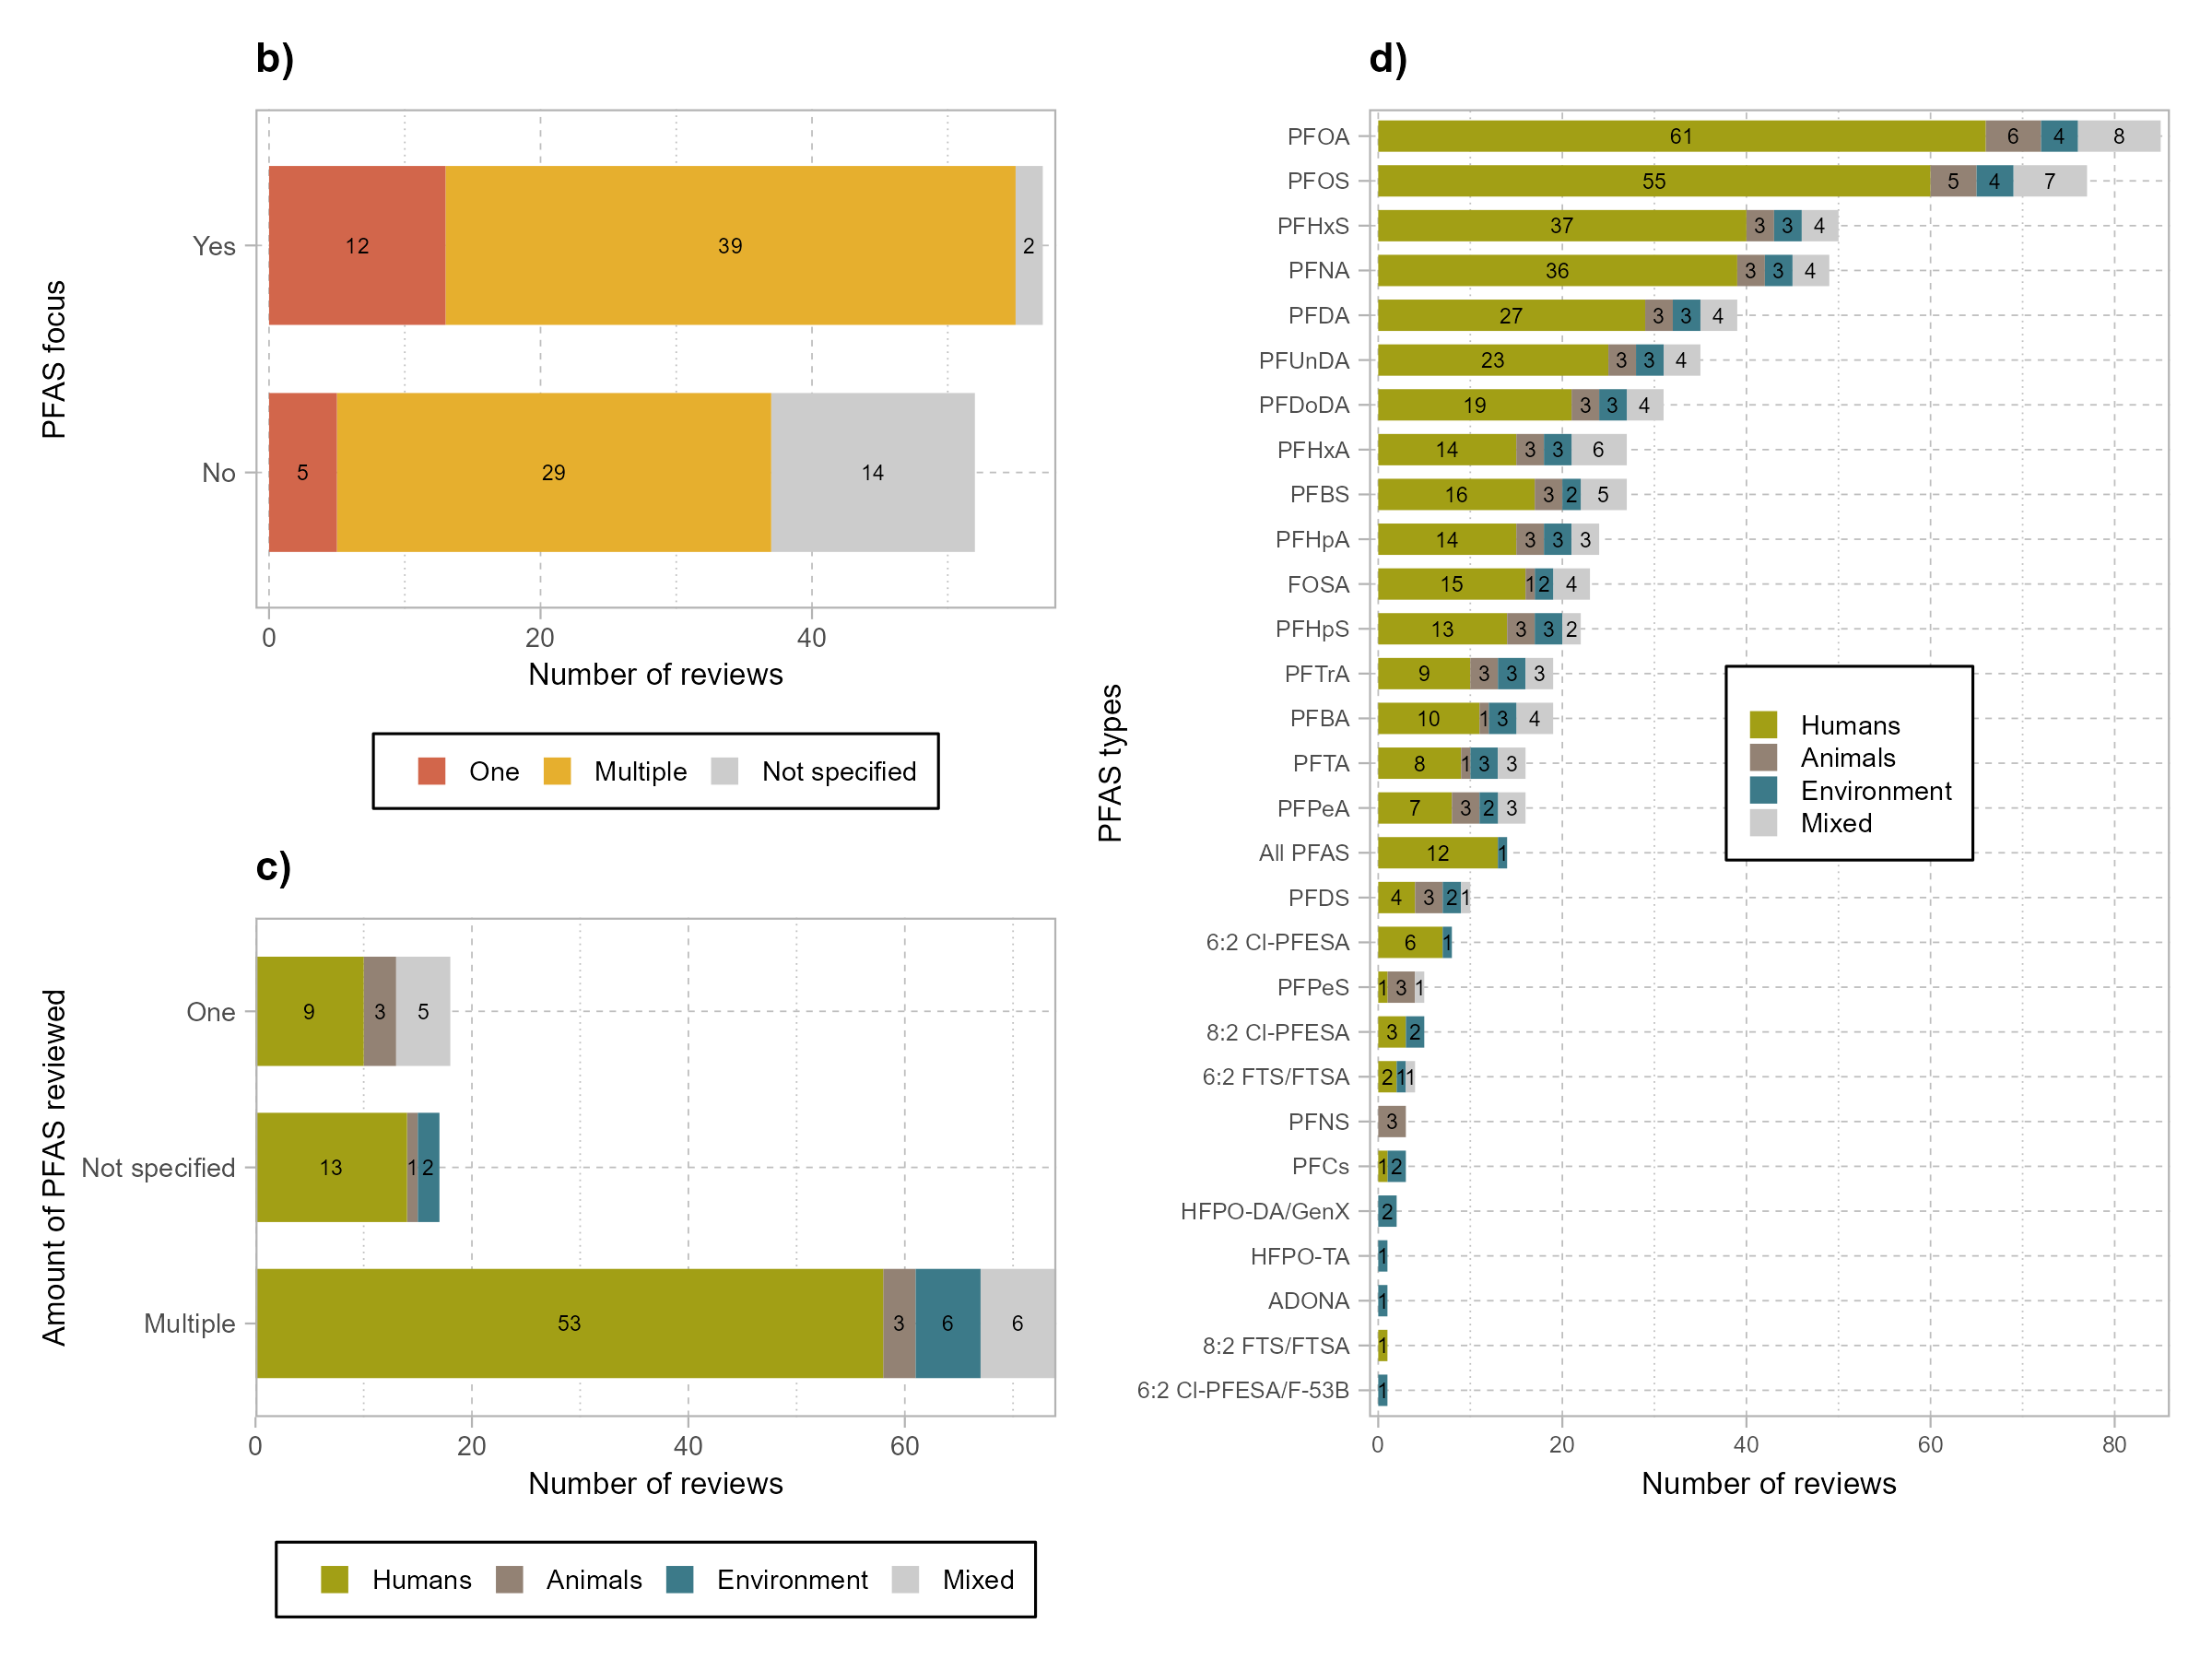 b)
PFAS focus
Yes
12 39 2
No
5 29 14
0 20 40
Number of reviews
One Multiple Not specified
c)
Amount of PFAS reviewed
One
9 3 5
Not specified
13 1 2
Multiple
53 3 6 6
0 20 40 60
Number of reviews
Humans Animals Environment Mixed
d)
PFAS types
PFOA 61 6 4 8
PFOS 55 5 4 7
PFHxS 37 3 3 4
PFNA 36 3 3 4
PFDA 27 3 3 4
PFUnDA 23 3 3 4
PFDoDA 19 3 3 4
PFHxA 14 3 3 6
PFBS 16 3 2 5
PFHpA 14 3 3 3
FOSA 15 1 2 4
PFHpS 13 3 3 2
PFTrA 9 3 3 3
PFBA 10 1 3 4
PFTA 8 1 3 3
PFPeA 7 3 2 3
All PFAS 12 1
PFDS 4 3 2 1
6:2 Cl-PFESA 6 1
PFPeS 1 3 1
8:2 Cl-PFESA 3 2
6:2 FTS/FTSA 2 1 1
PFNS 3
PFCs 1 2
HFPO-DA/GenX 2
HFPO-TA 1
ADONA 1
8:2 FTS/FTSA 1
6:2 Cl-PFESA/F-53B 1
0 20 40 60 80
Number of reviews
Humans
Animals
Environment
Mixed